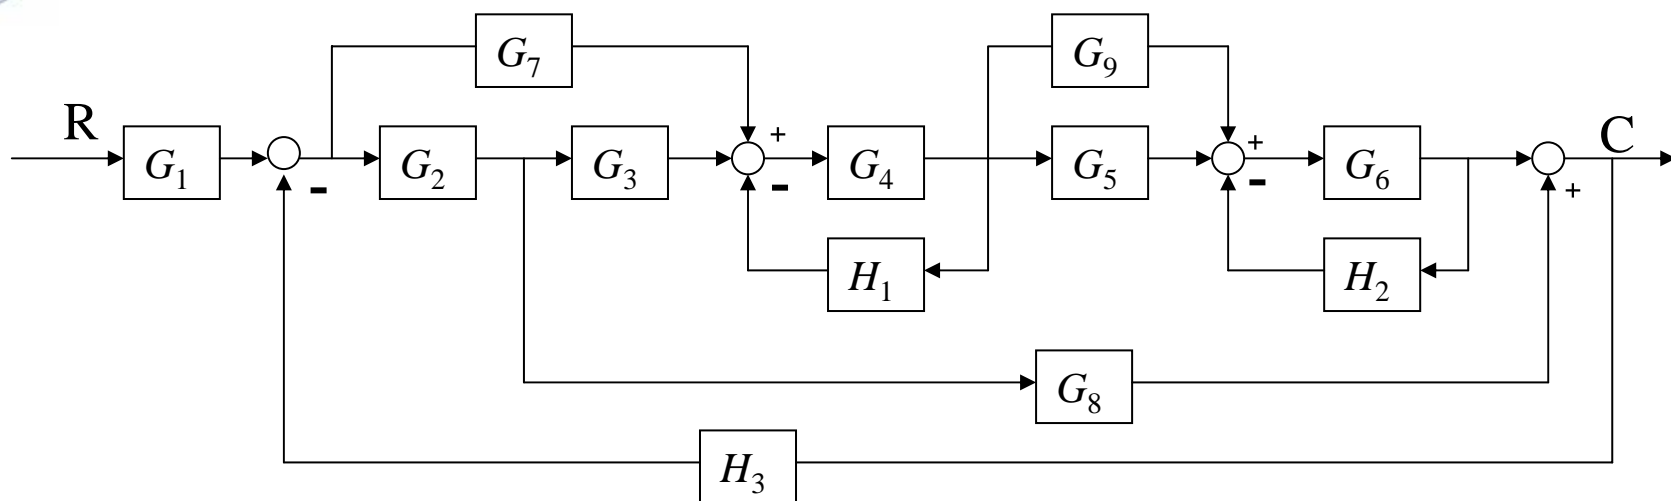 G7 G9
R G1 G2 G3 + G4 G5 + G6 C
- - - +
H1 H2
G8
H3